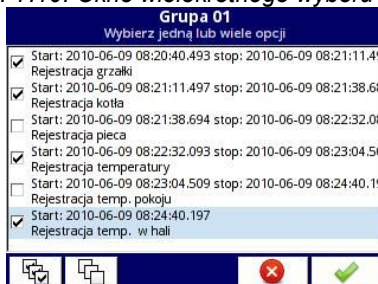 Grupa 01
Wybierz jedną lub wiele opcji
Start: 2010-06-09 08:20:40.493 stop: 2010-06-09 08:21:11.49
Rejestracja grzałki
Start: 2010-06-09 08:21:11.497 stop: 2010-06-09 08:21:38.68
Rejestracja kotła
Start: 2010-06-09 08:21:38.694 stop: 2010-06-09 08:22:32.08
Rejestracja pieca
Start: 2010-06-09 08:22:32.093 stop: 2010-06-09 08:23:04.50
Rejestracja temperatury
Start: 2010-06-09 08:23:04.509 stop: 2010-06-09 08:24:40.19
Rejestracja temp. pokoju
Start: 2010-06-09 08:24:40.197
Rejestracja temp. w hali